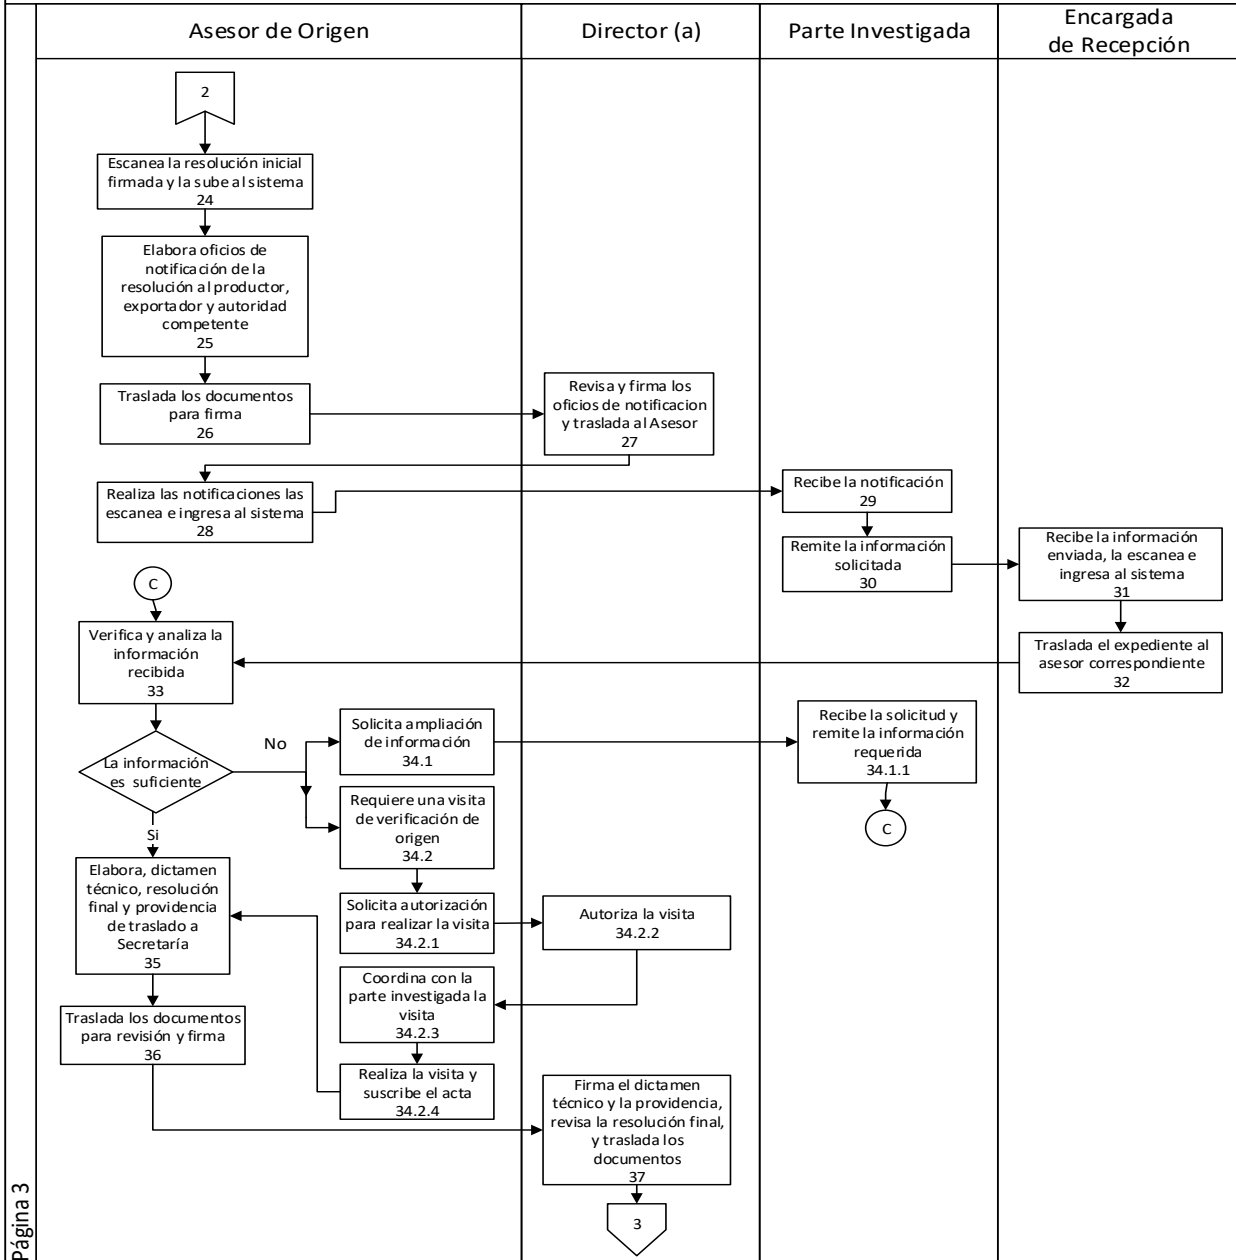 Asesor de Origen
Director (a)
Parte Investigada
Encargada
de Recepción
2
Escanea la resolución inicial
firmada y la sube al sistema
24
Elabora oficios de
notificación de la
resolución al productor,
exportador y autoridad
competente
25
Traslada los documentos
para firma
26
Revisa y firma los
oficios de notificacion
y traslada al Asesor
27
Realiza las notificaciones las
escanea e ingresa al sistema
28
Recibe la notificación
29
Remite la información
solicitada
30
Recibe la información
enviada, la escanea e
ingresa al sistema
31
Traslada el expediente al
asesor correspondiente
32
C
Verifica y analiza la
información
recibida
33
La información
es suficiente
No
Si
Solicita ampliación
de información
34.1
Recibe la solicitud y
remite la información
requerida
34.1.1
C
Requiere una visita
de verificación de
origen
34.2
Solicita autorización
para realizar la visita
34.2.1
Autoriza la visita
34.2.2
Coordina con la
parte investigada la
visita
34.2.3
Realiza la visita y
suscribe el acta
34.2.4
Elabora, dictamen
técnico, resolución
final y providencia
de traslado a
Secretaría
35
Traslada los documentos
para revisión y firma
36
Firma el dictamen
técnico y la providencia,
revisa la resolución final,
y traslada los
documentos
37
3
Página 3